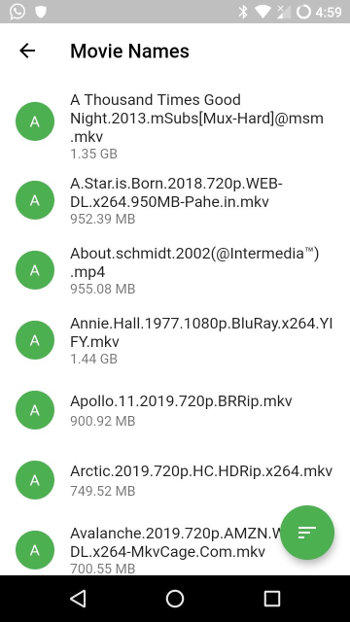 4:59
Movie Names
A
A Thousand Times Good
Night.2013.mSubs[Mux-Hard]@msm
.mkv
1.35 GB
A
A.Star.is.Born.2018.720p.WEB-
DL.x264.950MB-Pahe.in.mkv
952.39 MB
A
About.schmidt.2002(@Intermedia™)
.mp4
955.08 MB
A
Annie.Hall.1977.1080p.BluRay.x264.YI
FY.mkv
1.44 GB
A
Apollo.11.2019.720p.BRRip.mkv
900.92 MB
A
Arctic.2019.720p.HC.HDRip.x264.mkv
749.52 MB
A
Avalanche.2019.720p.AMZN.
DL.x264-MkvCage.Com.mkv
700.55 MB